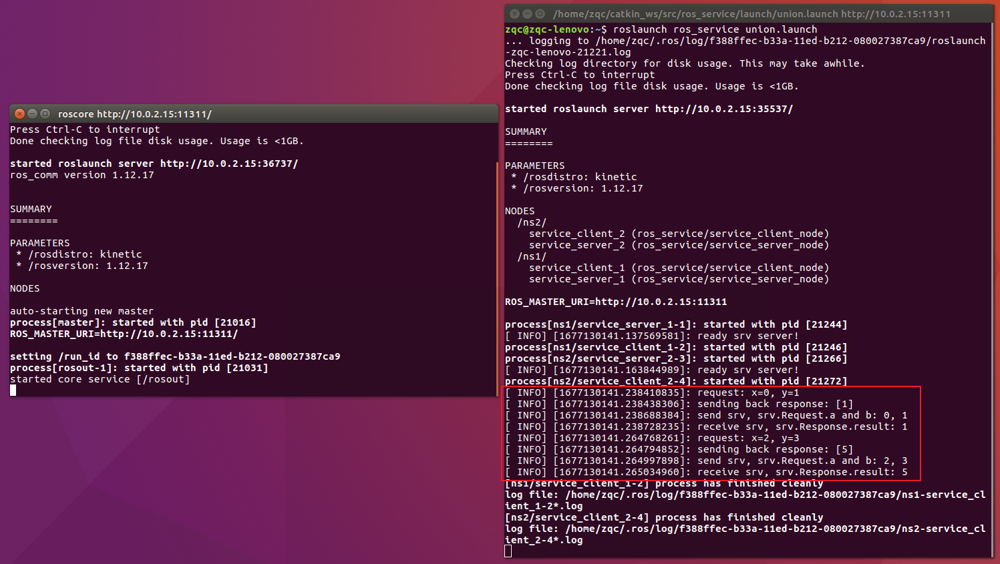 roscore http://10.0.2.15:11311/
Press Ctrl-C to interrupt
Done checking log file disk usage. Usage is <1GB.
started roslaunch server http://10.0.2.15:36737/
ros_comm version 1.12.17
SUMMARY
========
PARAMETERS
 * /rosdistro: kinetic
 * /rosversion: 1.12.17
NODES
auto-starting new master
process[master]: started with pid [21016]
ROS_MASTER_URI=http://10.0.2.15:11311/
setting /run_id to f388ffec-b33a-11ed-b212-080027387ca9
process[rosout-1]: started with pid [21031]
started core service [/rosout]
/home/zqc/catkin_ws/src/ros_service/launch/union.launch http://10.0.2.15:11311
zqc@zqc-lenovo:~$ roslaunch ros_service union.launch
... logging to /home/zqc/.ros/log/f388ffec-b33a-11ed-b212-080027387ca9/roslaunch
-zqc-lenovo-21221.log
Checking log directory for disk usage. This may take awhile.
Press Ctrl-C to interrupt
Done checking log file disk usage. Usage is <1GB.
started roslaunch server http://10.0.2.15:35537/
SUMMARY
========
PARAMETERS
 * /rosdistro: kinetic
 * /rosversion: 1.12.17
NODES
  /ns2/
    service_client_2 (ros_service/service_client_node)
    service_server_2 (ros_service/service_server_node)
  /ns1/
    service_client_1 (ros_service/service_client_node)
    service_server_1 (ros_service/service_server_node)
ROS_MASTER_URI=http://10.0.2.15:11311
process[ns1/service_server_1-1]: started with pid [21244]
[ INFO] [1677130141.137569581]: ready srv server!
process[ns1/service_client_1-2]: started with pid [21246]
process[ns2/service_server_2-3]: started with pid [21266]
[ INFO] [1677130141.163844989]: ready srv server!
process[ns2/service_client_2-4]: started with pid [21272]
[ INFO] [1677130141.238410835]: request: x=0, y=1
[ INFO] [1677130141.238438306]: sending back response: [1]
[ INFO] [1677130141.238688384]: send srv, srv.Request.a and b: 0, 1
[ INFO] [1677130141.238728235]: receive srv, srv.Response.result: 1
[ INFO] [1677130141.264768261]: request: x=2, y=3
[ INFO] [1677130141.264794852]: sending back response: [5]
[ INFO] [1677130141.264997898]: send srv, srv.Request.a and b: 2, 3
[ INFO] [1677130141.265034960]: receive srv, srv.Response.result: 5
[ns1/service_client_1-2] process has finished cleanly
log file: /home/zqc/.ros/log/f388ffec-b33a-11ed-b212-080027387ca9/ns1-service_cl
ient_1-2*.log
[ns2/service_client_2-4] process has finished cleanly
log file: /home/zqc/.ros/log/f388ffec-b33a-11ed-b212-080027387ca9/ns2-service_cl
ient_2-4*.log